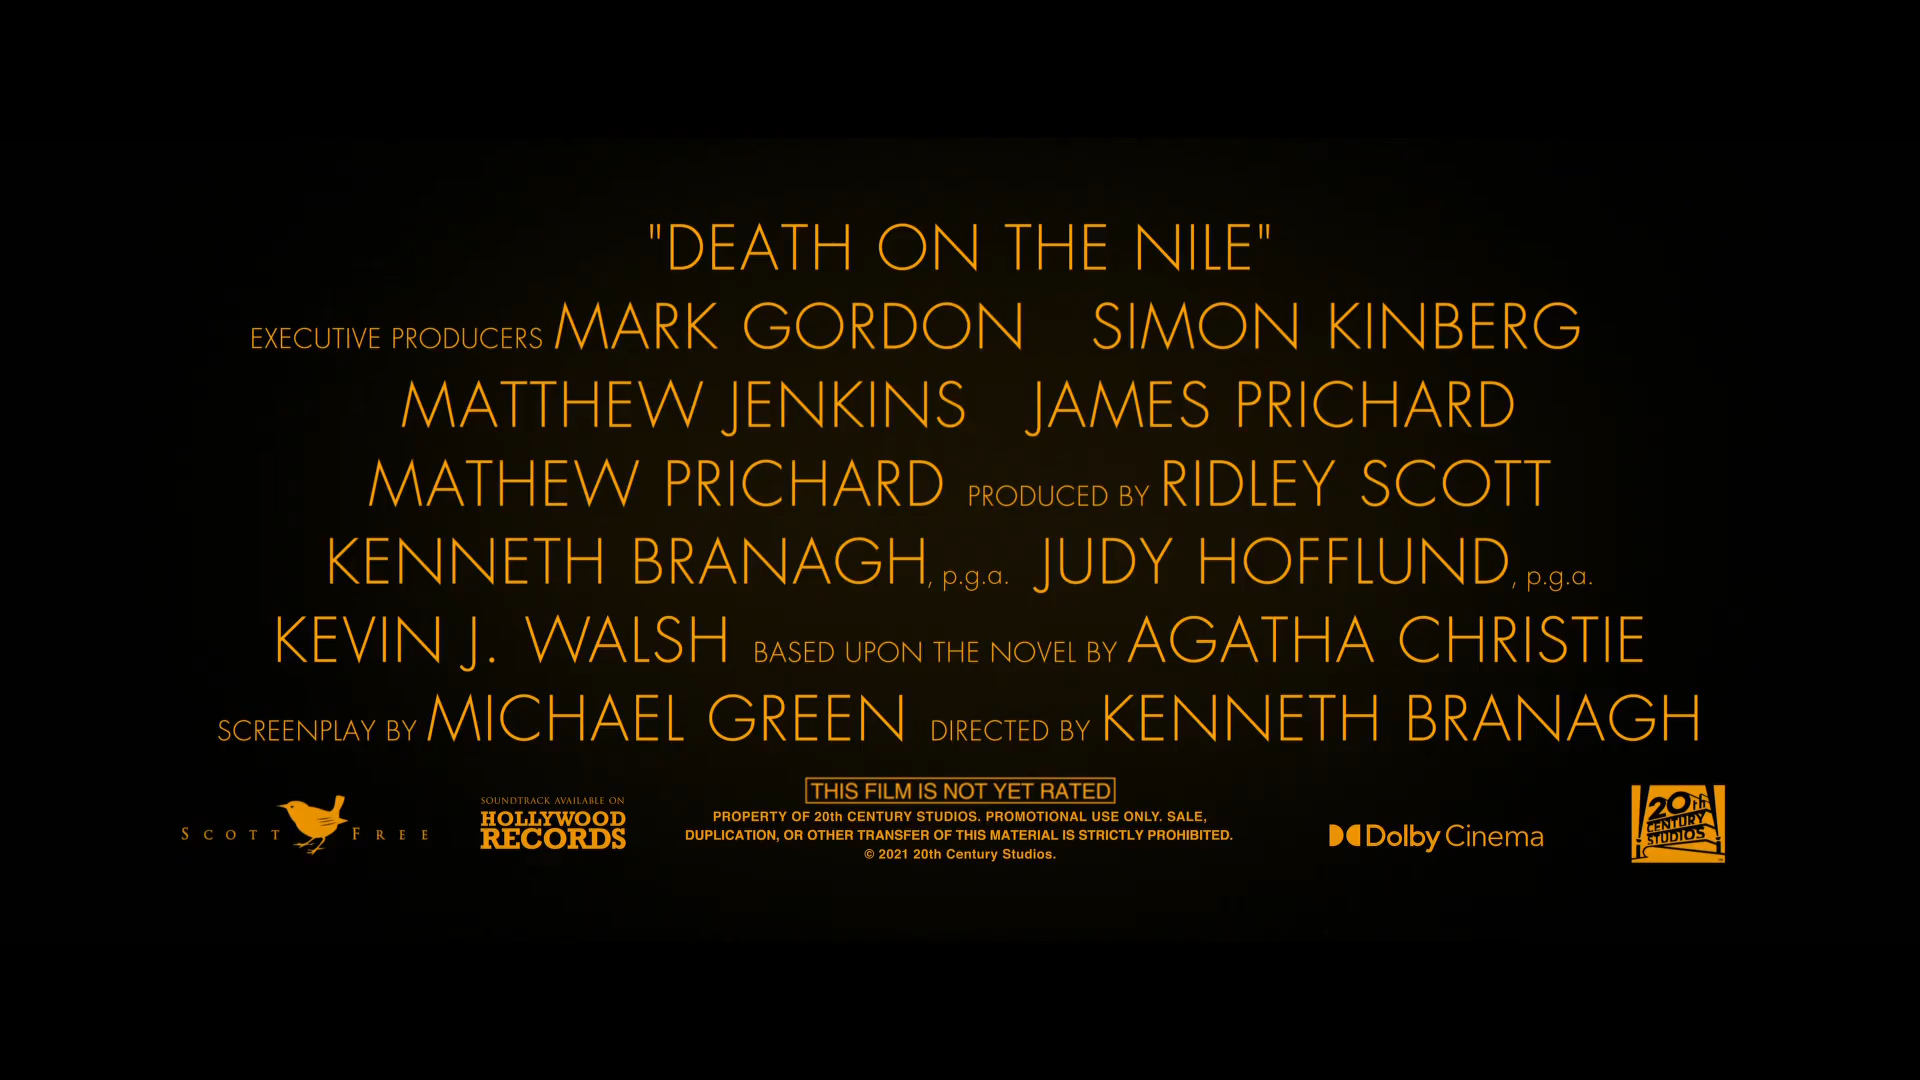 "DEATH ON THE NILE"
EXECUTIVE PRODUCERS MARK GORDON SIMON KINBERG
MATTHEW JENKINS JAMES PRICHARD
MATHEW PRICHARD PRODUCED BY RIDLEY SCOTT
KENNETH BRANAGH, p.g.a. JUDY HOFFLUND, p.g.a.
KEVIN J. WALSH BASED UPON THE NOVEL BY AGATHA CHRISTIE
SCREENPLAY BY MICHAEL GREEN DIRECTED BY KENNETH BRANAGH
SCOTT FREE
SOUNDTRACK AVAILABLE ON
HOLLYWOOD
RECORDS
THIS FILM IS NOT YET RATED
PROPERTY OF 20th CENTURY STUDIOS. PROMOTIONAL USE ONLY. SALE,
DUPLICATION, OR OTHER TRANSFER OF THIS MATERIAL IS STRICTLY PROHIBITED.
© 2021 20th Century Studios.
Dolby Cinema
20TH
CENTURY
STUDIOS